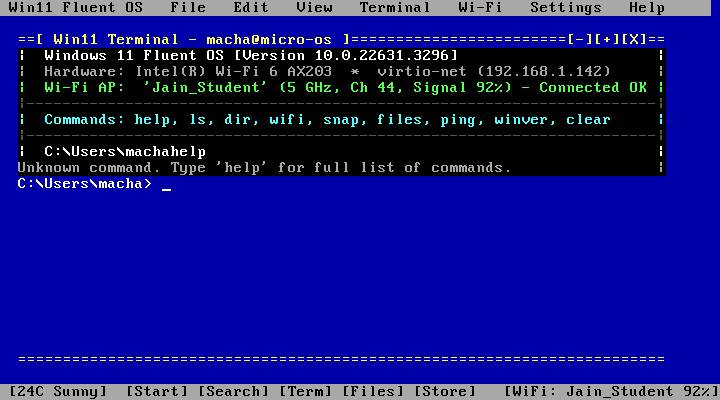 Win11 Fluent OS   File   Edit   View   Terminal   Wi-Fi   Settings   Help
==[ Win11 Terminal - macha@micro-os ]========================[-][+][X]==
¦  Windows 11 Fluent OS [Version 10.0.22631.3296]                       ¦
¦  Hardware: Intel(R) Wi-Fi 6 AX203  *  virtio-net (192.168.1.142)      ¦
¦  Wi-Fi AP:  'Jain_Student' (5 GHz, Ch 44, Signal 92%) - Connected OK  ¦
¦-----------------------------------------------------------------------¦
¦  Commands: help, ls, dir, wifi, snap, files, ping, winver, clear      ¦
¦-----------------------------------------------------------------------¦
¦  C:\Users\machahelp                                                   ¦
Unknown command. Type 'help' for full list of commands.                 ¦
C:\Users\macha> _
========================================================================
[24C Sunny]  [Start] [Search] [Term] [Files] [Store]   [WiFi: Jain_Student 92%]